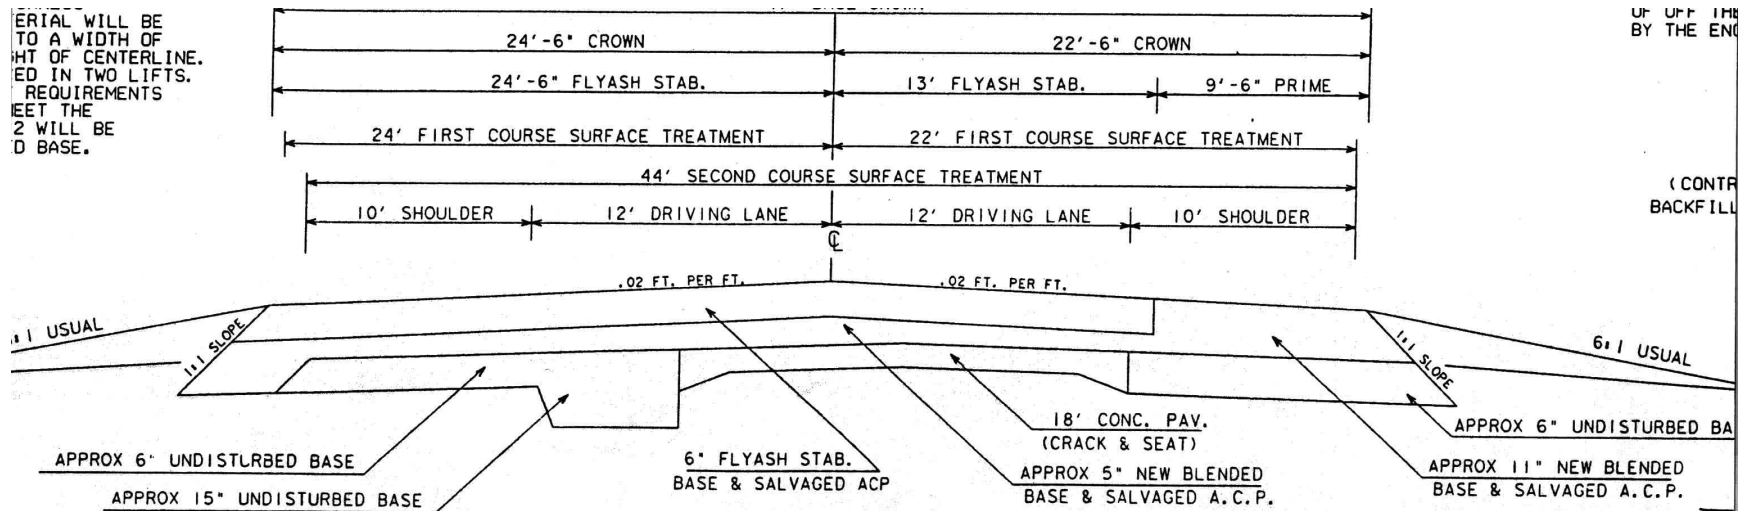 ERIAL WILL BE
TO A WIDTH OF
HT OF CENTERLINE.
ED IN TWO LIFTS.
REQUIREMENTS
EET THE
2 WILL BE
D BASE.
OF OFF THE
BY THE ENG
24'-6" CROWN
22'-6" CROWN
24'-6" FLYASH STAB.
13' FLYASH STAB.
9'-6" PRIME
24' FIRST COURSE SURFACE TREATMENT
22' FIRST COURSE SURFACE TREATMENT
44' SECOND COURSE SURFACE TREATMENT
(CONTR
BACKFILL
10' SHOULDER
12' DRIVING LANE
12' DRIVING LANE
10' SHOULDER
℄
.02 FT. PER FT.
.02 FT. PER FT.
:1 USUAL
1:1 SLOPE
1:1 SLOPE
6:1 USUAL
APPROX 6" UNDISTURBED BASE
APPROX 15" UNDISTURBED BASE
6" FLYASH STAB.
BASE & SALVAGED ACP
18' CONC. PAV.
(CRACK & SEAT)
APPROX 5" NEW BLENDED
BASE & SALVAGED A.C.P.
APPROX 6" UNDISTURBED BA
APPROX 11" NEW BLENDED
BASE & SALVAGED A.C.P.